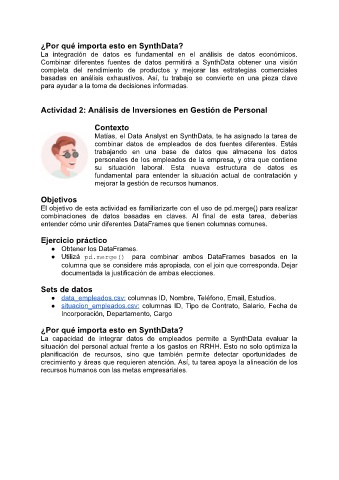 ¿Por qué importa esto en SynthData?
La integración de datos es fundamental en el análisis de datos económicos.
Combinar diferentes fuentes de datos permitirá a SynthData obtener una visión
completa del rendimiento de productos y mejorar las estrategias comerciales
basadas en análisis exhaustivos. Así, tu trabajo se convierte en una pieza clave
para ayudar a la toma de decisiones informadas.
Actividad 2: Análisis de Inversiones en Gestión de Personal
Contexto
Matias, el Data Analyst en SynthData, te ha asignado la tarea de
combinar datos de empleados de dos fuentes diferentes. Estás
trabajando en una base de datos que almacena los datos
personales de los empleados de la empresa, y otra que contiene
su situación laboral. Esta nueva estructura de datos es
fundamental para entender la situación actual de contratación y
mejorar la gestión de recursos humanos.
Objetivos
El objetivo de esta actividad es familiarizarte con el uso de pd.merge() para realizar
combinaciones de datos basadas en claves. Al final de esta tarea, deberías
entender cómo unir diferentes DataFrames que tienen columnas comunes.
Ejercicio práctico
● Obtener los DataFrames.
● Utilizá pd.merge() para combinar ambos DataFrames basados en la
columna que se considere más apropiada, con el join que corresponda. Dejar
documentada la justificación de ambas elecciones.
Sets de datos
● data_empleados.csv: columnas ID, Nombre, Teléfono, Email, Estudios.
● situacion_empleados.csv: columnas ID, Tipo de Contrato, Salario, Fecha de
Incorporación, Departamento, Cargo
¿Por qué importa esto en SynthData?
La capacidad de integrar datos de empleados permite a SynthData evaluar la
situación del personal actual frente a los gastos en RRHH. Esto no solo optimiza la
planificación de recursos, sino que también permite detectar oportunidades de
crecimiento y áreas que requieren atención. Así, tu tarea apoya la alineación de los
recursos humanos con las metas empresariales.